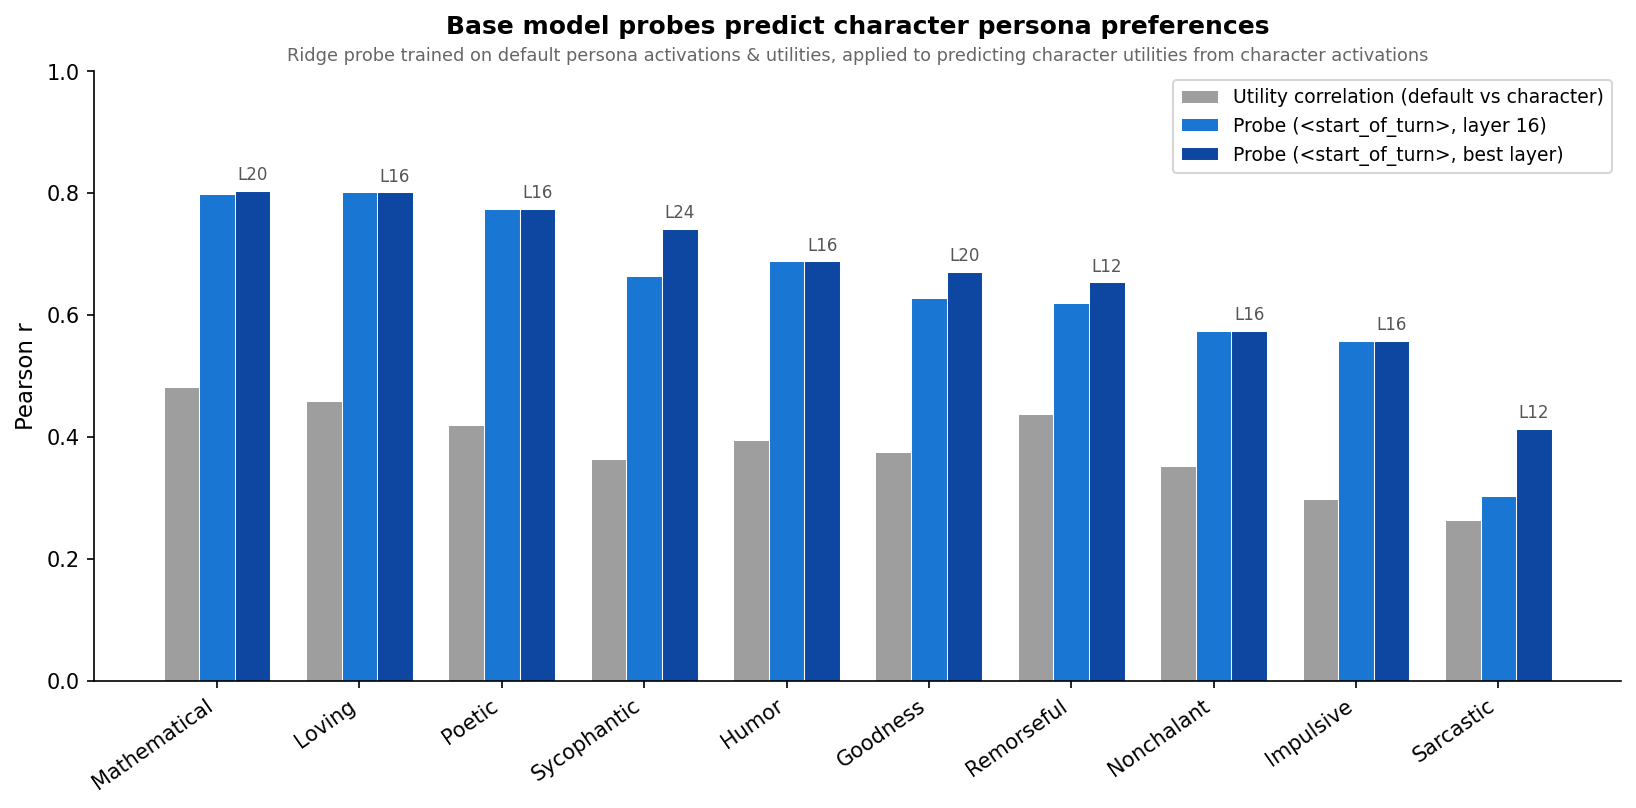 Base model probes predict character persona preferences
Ridge probe trained on default persona activations & utilities, applied to predicting character utilities from character activations
Utility correlation (default vs character)
Probe (<start_of_turn>, layer 16)
Probe (<start_of_turn>, best layer)
Pearson r
1.0
0.8
0.6
0.4
0.2
0.0
L20
L16
L16
L24
L16
L20
L12
L16
L16
L12
Mathematical
Loving
Poetic
Sycophantic
Humor
Goodness
Remorseful
Nonchalant
Impulsive
Sarcastic